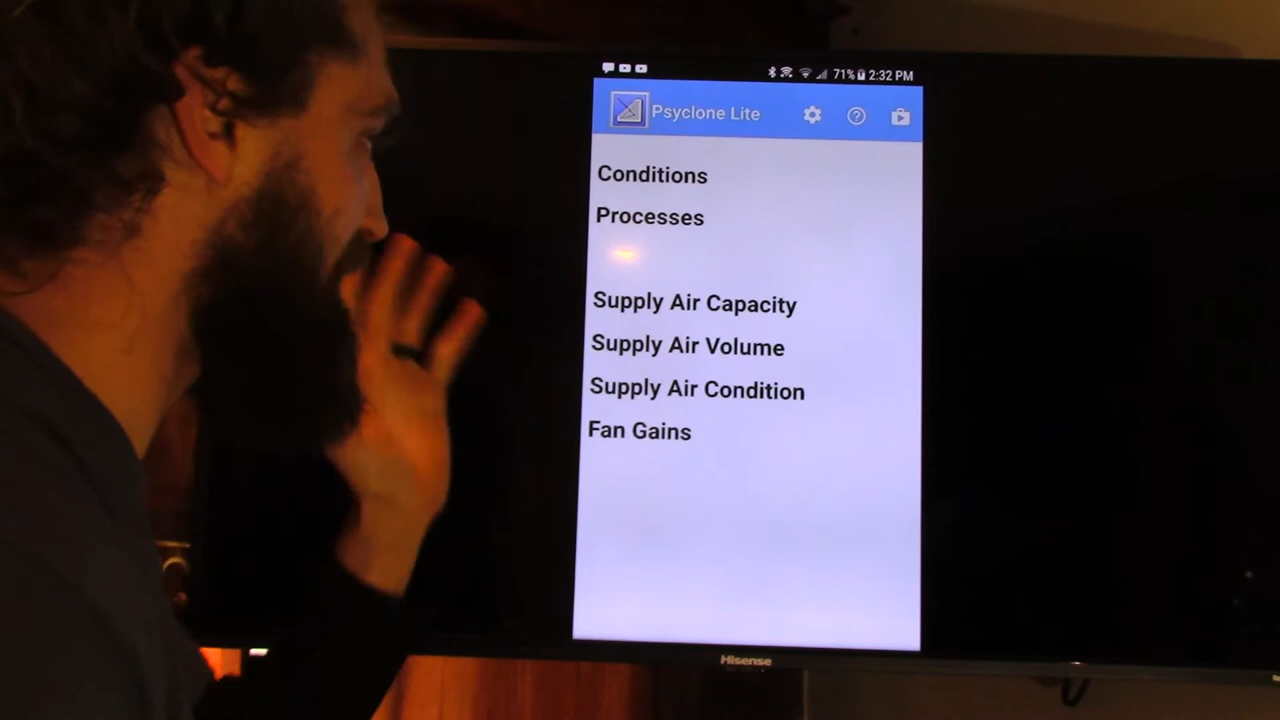 71% 2:32 PM
Psyclone Lite
Conditions
Processes
Supply Air Capacity
Supply Air Volume
Supply Air Condition
Fan Gains
Hisense